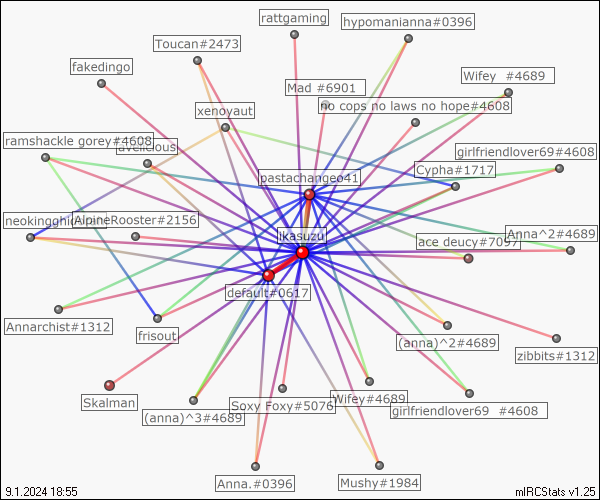 rattgaming
hypomanianna#0396
Toucan#2473
fakedingo
Wifey #4689
Mad #6901
no cops no laws no hope#4608
xenoyaut
ramshackle gorey#4608
girlfriendlover69#4608
Cypha#1717
pastachangeo41
AlpineRooster#2156
Anna^2#4689
likasuzu
ace deucy#7097
default#0617
Annarchist#1312
frisout
(anna)^2#4689
zibbits#1312
Skalman
(anna)^3#4689
Soxy Foxy#5076
Wifey#4689
girlfriendlover69 #4608
Anna.#0396
Mushy#1984
9.1.2024 18:55
mIRCStats v1.25